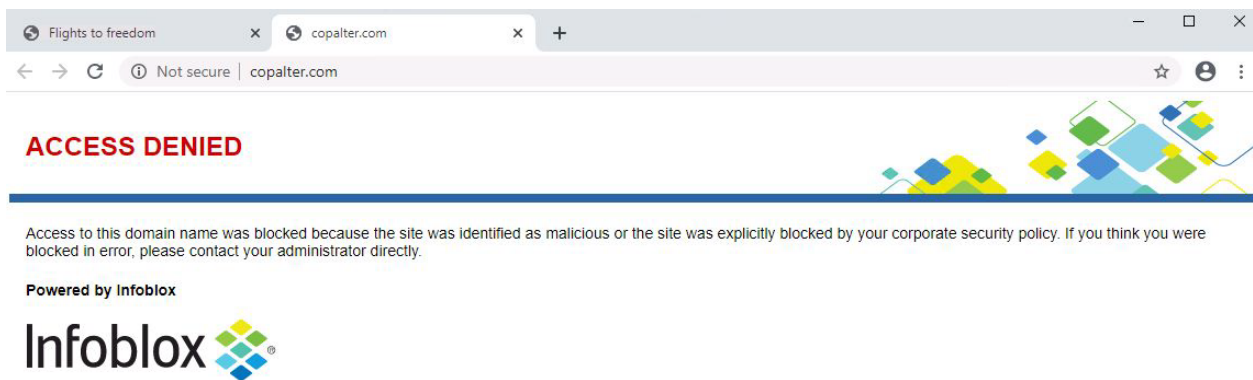 Flights to freedom
copalter.com
Not secure | copalter.com
ACCESS DENIED
Access to this domain name was blocked because the site was identified as malicious or the site was explicitly blocked by your corporate security policy. If you think you were
blocked in error, please contact your administrator directly.
Powered by Infoblox
Infoblox ®